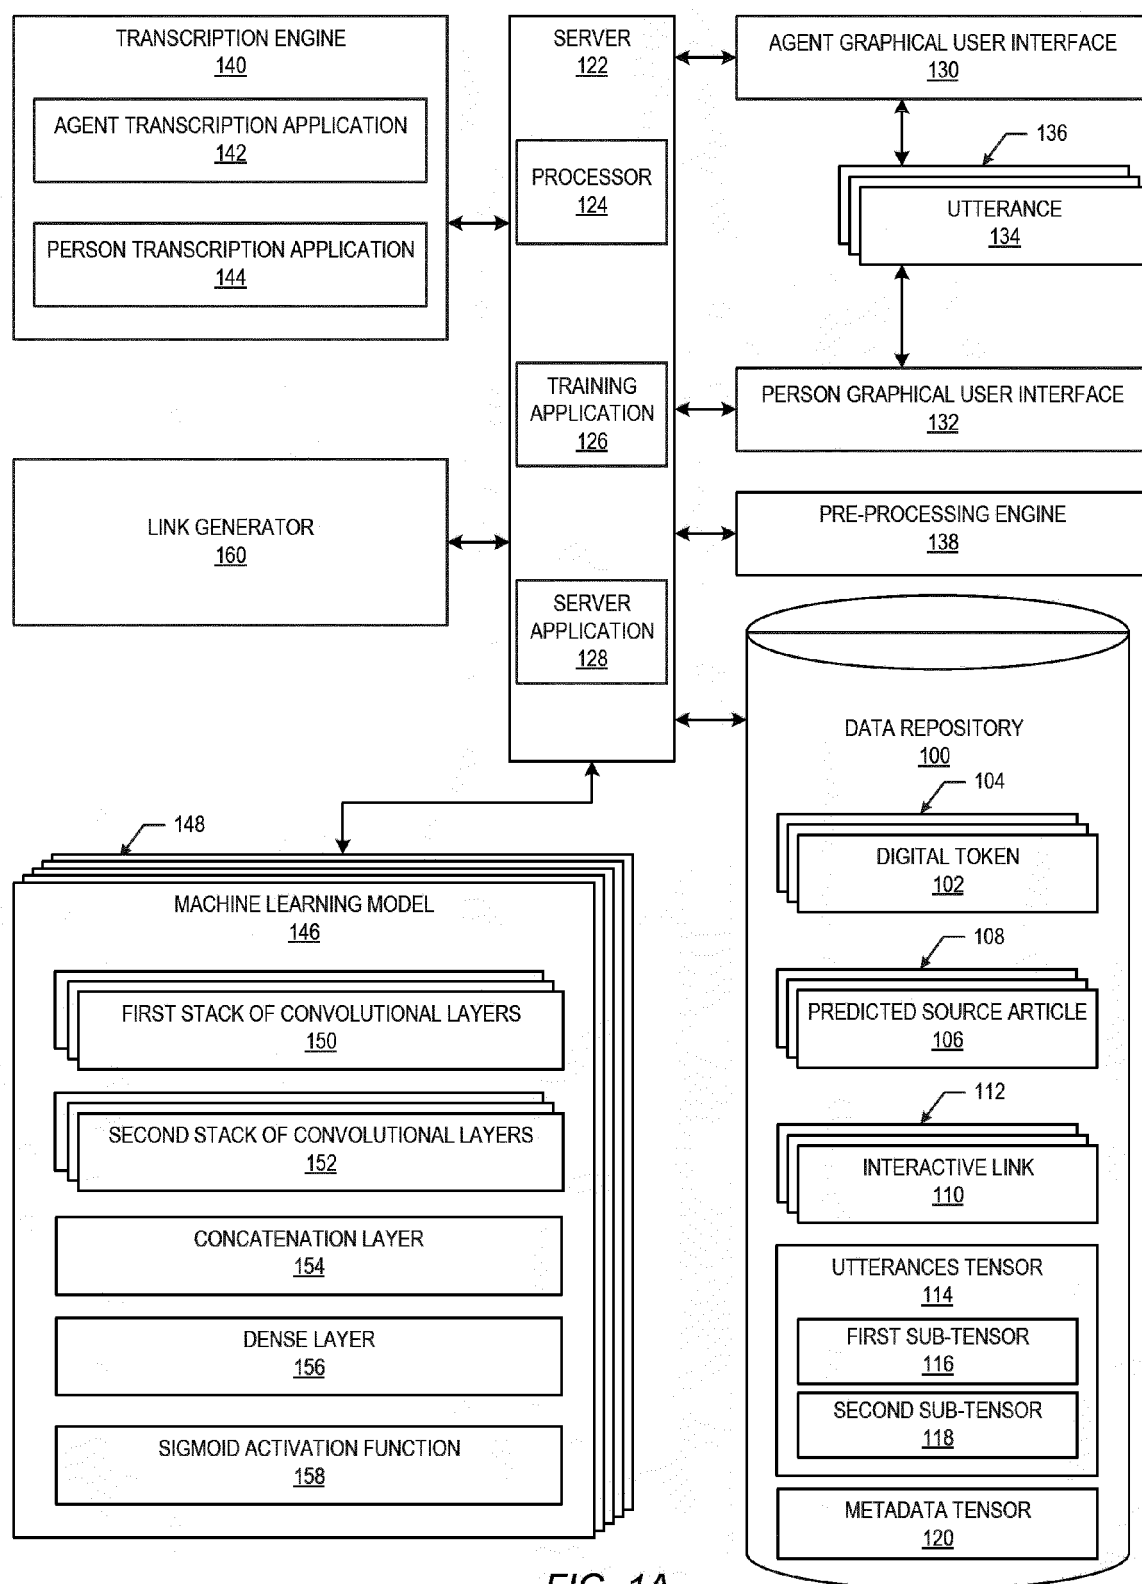 TRANSCRIPTION ENGINE
140
AGENT TRANSCRIPTION APPLICATION
142
PERSON TRANSCRIPTION APPLICATION
144
SERVER
122
PROCESSOR
124
TRAINING
APPLICATION
126
SERVER
APPLICATION
128
AGENT GRAPHICAL USER INTERFACE
130
136
UTTERANCE
134
PERSON GRAPHICAL USER INTERFACE
132
PRE-PROCESSING ENGINE
138
LINK GENERATOR
160
DATA REPOSITORY
100
104
DIGITAL TOKEN
102
108
PREDICTED SOURCE ARTICLE
106
112
INTERACTIVE LINK
110
UTTERANCES TENSOR
114
FIRST SUB-TENSOR
116
SECOND SUB-TENSOR
118
METADATA TENSOR
120
148
MACHINE LEARNING MODEL
146
FIRST STACK OF CONVOLUTIONAL LAYERS
150
SECOND STACK OF CONVOLUTIONAL LAYERS
152
CONCATENATION LAYER
154
DENSE LAYER
156
SIGMOID ACTIVATION FUNCTION
158
FIG. 1A